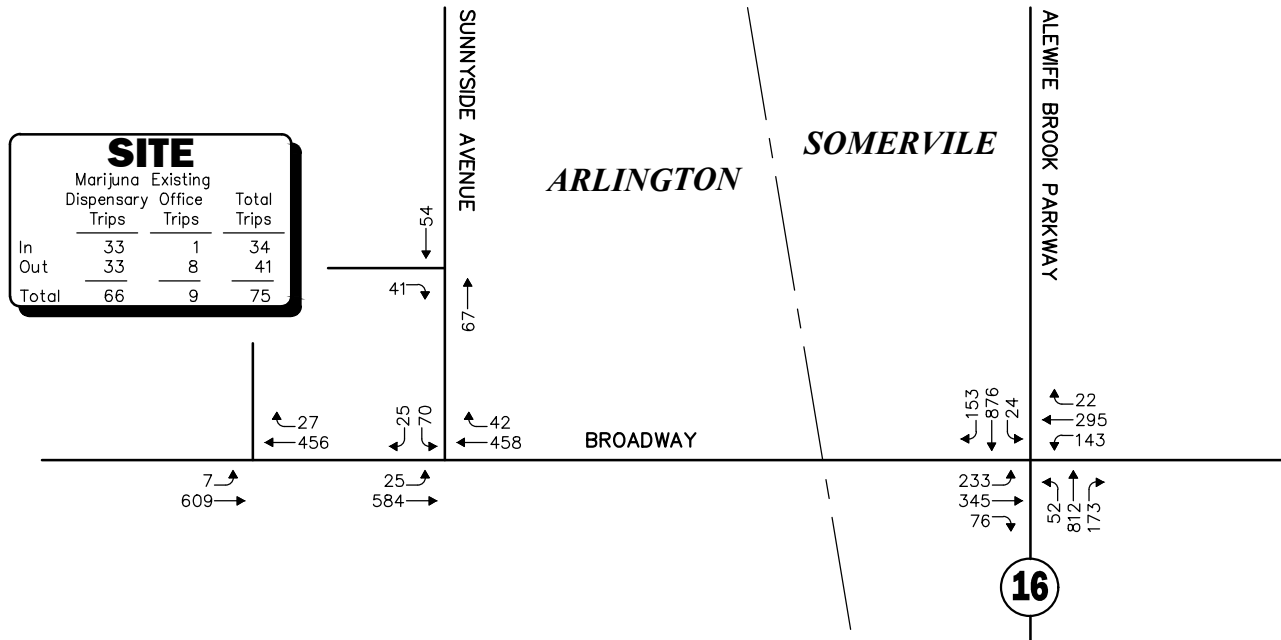 SITE
Marijuna Existing
Dispensary Office Total
Trips Trips Trips
In 33 1 34
Out 33 8 41
Total 66 9 75
SUNNYSIDE AVENUE
ARLINGTON
SOMERVILE
ALEWIFE BROOK PARKWAY
54
41
67
27
456
7
609
25
70
42
458
25
584
BROADWAY
153
876
24
22
295
143
233
345
76
52
812
173
16